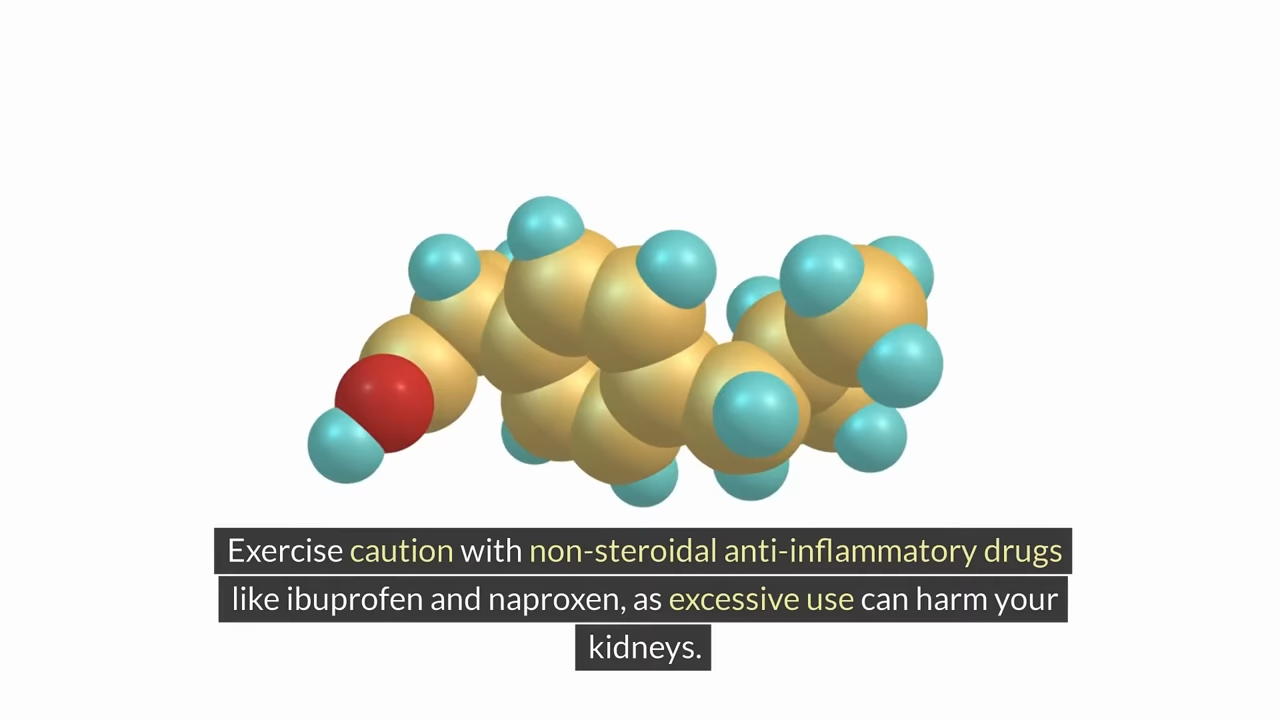 Exercise caution with non-steroidal anti-inflammatory drugs
like ibuprofen and naproxen, as excessive use can harm your
kidneys.